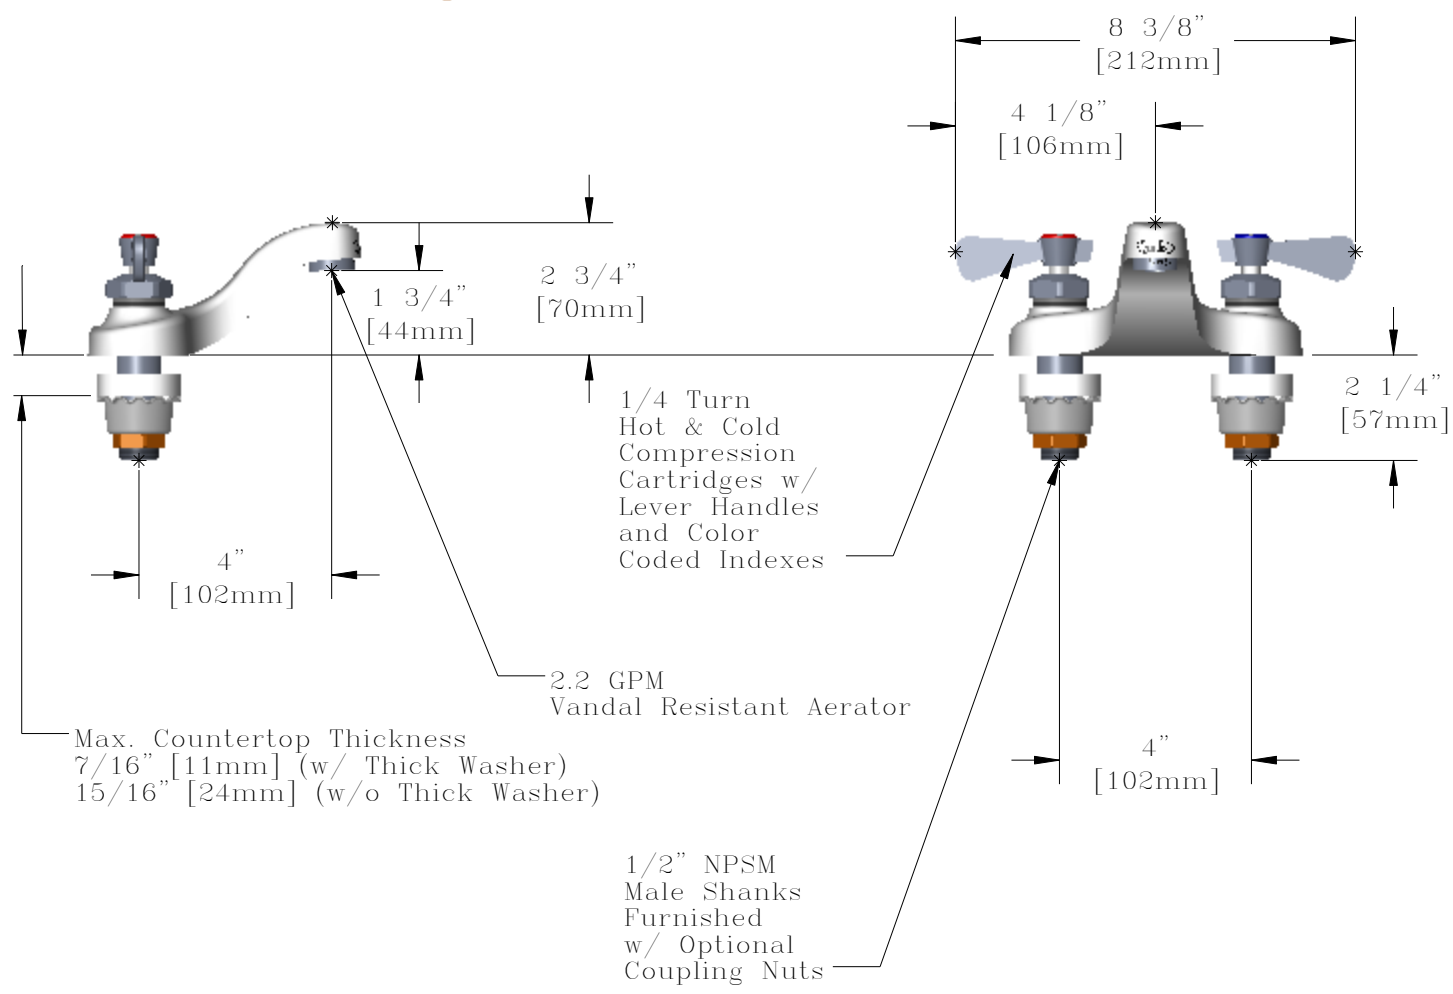 8 3/8"
[212mm]
4 1/8"
[106mm]
2 3/4"
[70mm]
1 3/4"
[44mm]
2 1/4"
[57mm]
1/4 Turn
Hot & Cold
Compression
Cartridges w/
Lever Handles
and Color
Coded Indexes
4"
[102mm]
2.2 GPM
Vandal Resistant Aerator
Max. Countertop Thickness
7/16" [11mm] (w/ Thick Washer)
15/16" [24mm] (w/o Thick Washer)
4"
[102mm]
1/2" NPSM
Male Shanks
Furnished
w/ Optional
Coupling Nuts